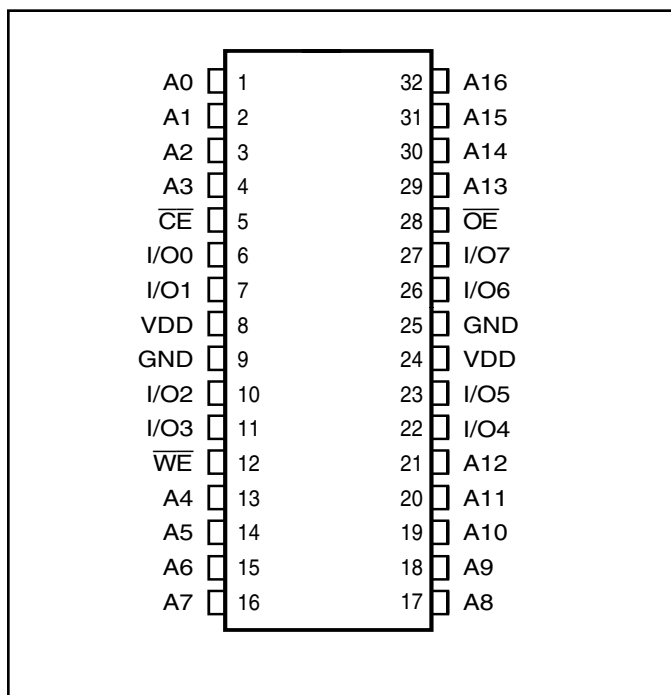 A0 1 32 A16
A1 2 31 A15
A2 3 30 A14
A3 4 29 A13
C̅E̅ 5 28 O̅E̅
I/O0 6 27 I/O7
I/O1 7 26 I/O6
VDD 8 25 GND
GND 9 24 VDD
I/O2 10 23 I/O5
I/O3 11 22 I/O4
W̅E̅ 12 21 A12
A4 13 20 A11
A5 14 19 A10
A6 15 18 A9
A7 16 17 A8